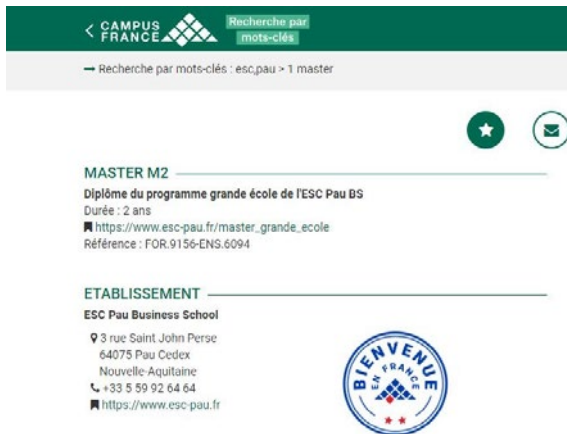 CAMPUS
FRANCE
Recherche par
mots-clés
Recherche par mots-clés : esc,pau > 1 master
MASTER M2
Diplôme du programme grande école de l'ESC Pau BS
Durée : 2 ans
https://www.esc-pau.fr/master_grande_ecole
Référence : FOR.9156-ENS.6094
ETABLISSEMENT
ESC Pau Business School
3 rue Saint John Perse
64075 Pau Cedex
Nouvelle-Aquitaine
+33 5 59 92 64 64
https://www.esc-pau.fr
BIENVENUE
EN FRANCE